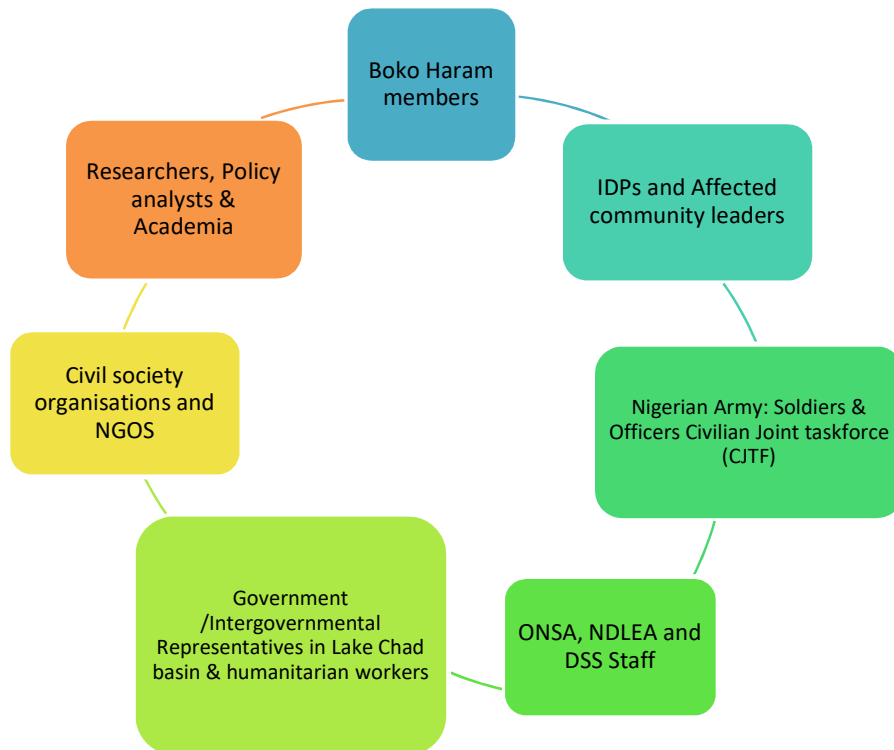 Boko Haram
members
IDPs and Affected
community leaders
Nigerian Army: Soldiers &
Officers Civilian Joint taskforce
(CJTF)
ONSA, NDLEA and
DSS Staff
Government
/Intergovernmental
Representatives in Lake Chad
basin & humanitarian workers
Civil society
organisations and
NGOS
Researchers, Policy
analysts &
Academia